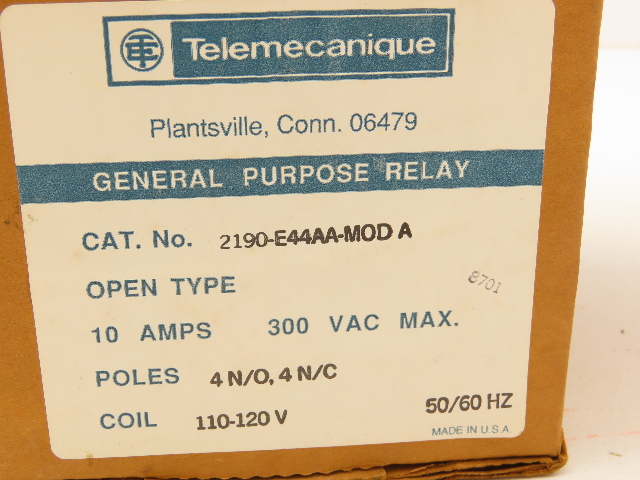 Telemecanique
Plantsville, Conn. 06479
GENERAL PURPOSE RELAY
CAT. No. 2190-E44AA-MOD A
OPEN TYPE
8701
10 AMPS 300 VAC MAX.
POLES 4 N/O, 4 N/C
COIL 110-120 V 50/60 HZ
MADE IN U.S.A.